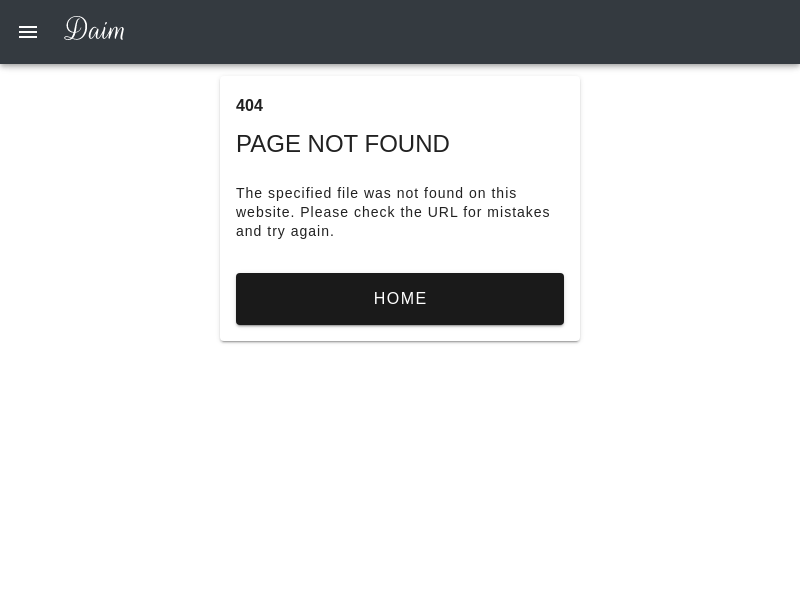 Daim
404
PAGE NOT FOUND
The specified file was not found on this
website. Please check the URL for mistakes
and try again.
HOME